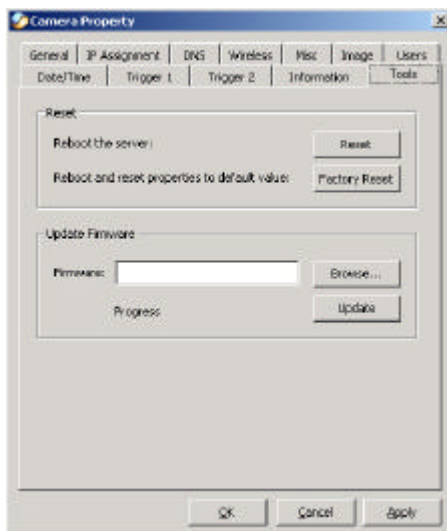 Camera Property
General IP Assignment DNS Wireless Misc Image Users
Date/Time Trigger 1 Trigger 2 Information Tools
Reset
Reboot the server: Reset
Reboot and reset properties to default value: Factory Reset
Update Firmware
Firmware: Browse...
Progress Update
OK Cancel Apply